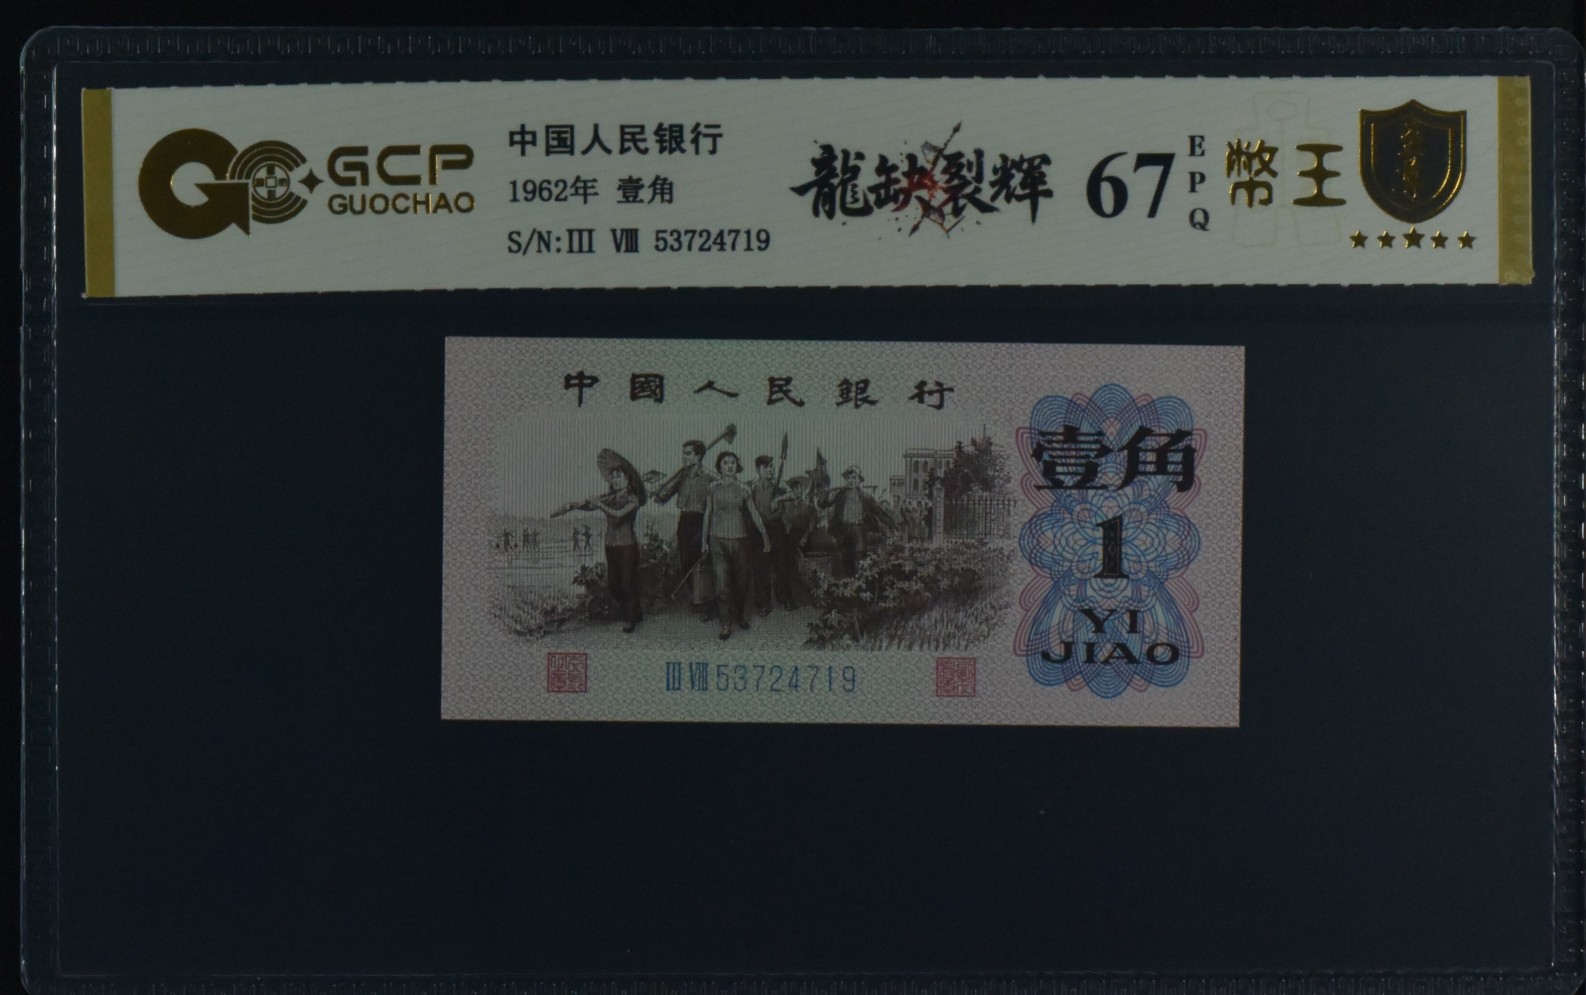 GCP
GUOCHAO
中国人民银行
1962年 壹角
S/N:III VIII 53724719
龍缺裂辉
67
EPQ
幣王
中國人民銀行
壹角
1
YI
JIAO
III VIII 53724719